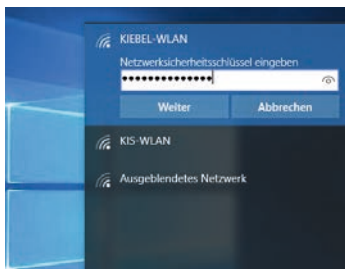 KIEBEL-WLAN
Netzwerksicherheitsschlüssel eingeben
Weiter Abbrechen
KIS-WLAN
Ausgeblendetes Netzwerk